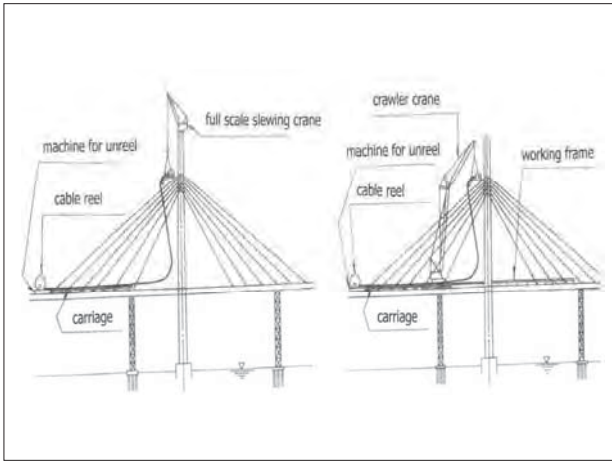 full scale slewing crane
machine for unreel
cable reel
carriage
crawler crane
machine for unreel
working frame
cable reel
carriage